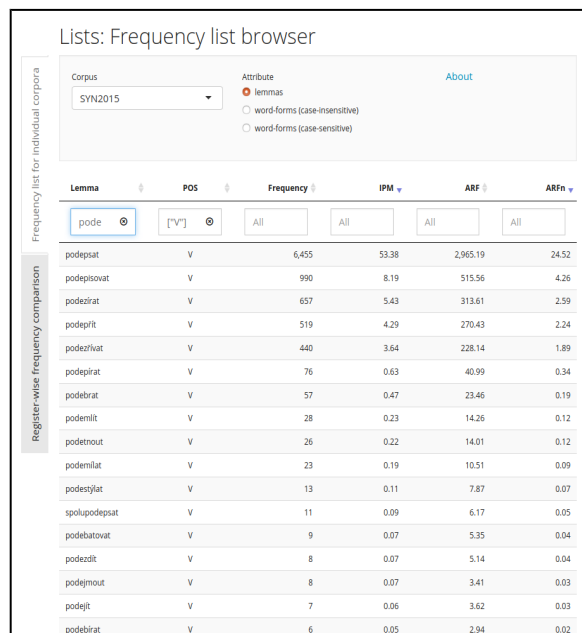 Lists: Frequency list browser
Frequency list for individual corpora
Register-wise frequency comparison
Corpus
SYN2015
Attribute
lemmas
word-forms (case-insensitive)
word-forms (case-sensitive)
About
Lemma POS Frequency IPM ARF ARFn
pode ["V"] All All All All
podepsat V 6,455 53.38 2,965.19 24.52
podepisovat V 990 8.19 515.56 4.26
podezírat V 657 5.43 313.61 2.59
podepřít V 519 4.29 270.43 2.24
podezřívat V 440 3.64 228.14 1.89
podepírat V 76 0.63 40.99 0.34
podebrat V 57 0.47 23.46 0.19
podemlít V 28 0.23 14.26 0.12
podetnout V 26 0.22 14.01 0.12
podemílat V 23 0.19 10.51 0.09
podestýlat V 13 0.11 7.87 0.07
spolupodepsat V 11 0.09 6.17 0.05
podebatovat V 9 0.07 5.35 0.04
podezdít V 8 0.07 5.14 0.04
podejmout V 8 0.07 3.41 0.03
podejít V 7 0.06 3.62 0.03
podebírat V 6 0.05 2.94 0.02